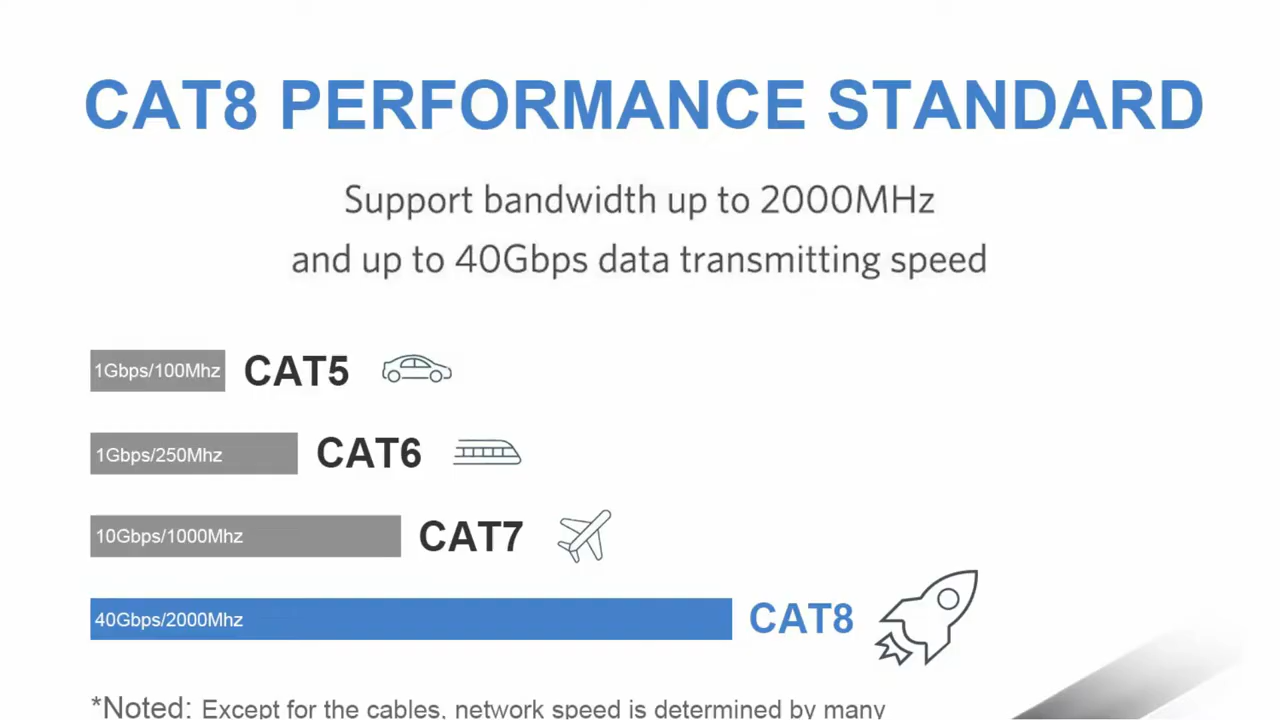 CAT8 PERFORMANCE STANDARD
Support bandwidth up to 2000MHz
and up to 40Gbps data transmitting speed
1Gbps/100Mhz CAT5
1Gbps/250Mhz CAT6
10Gbps/1000Mhz CAT7
40Gbps/2000Mhz CAT8
*Noted: Except for the cables, network speed is determined by many